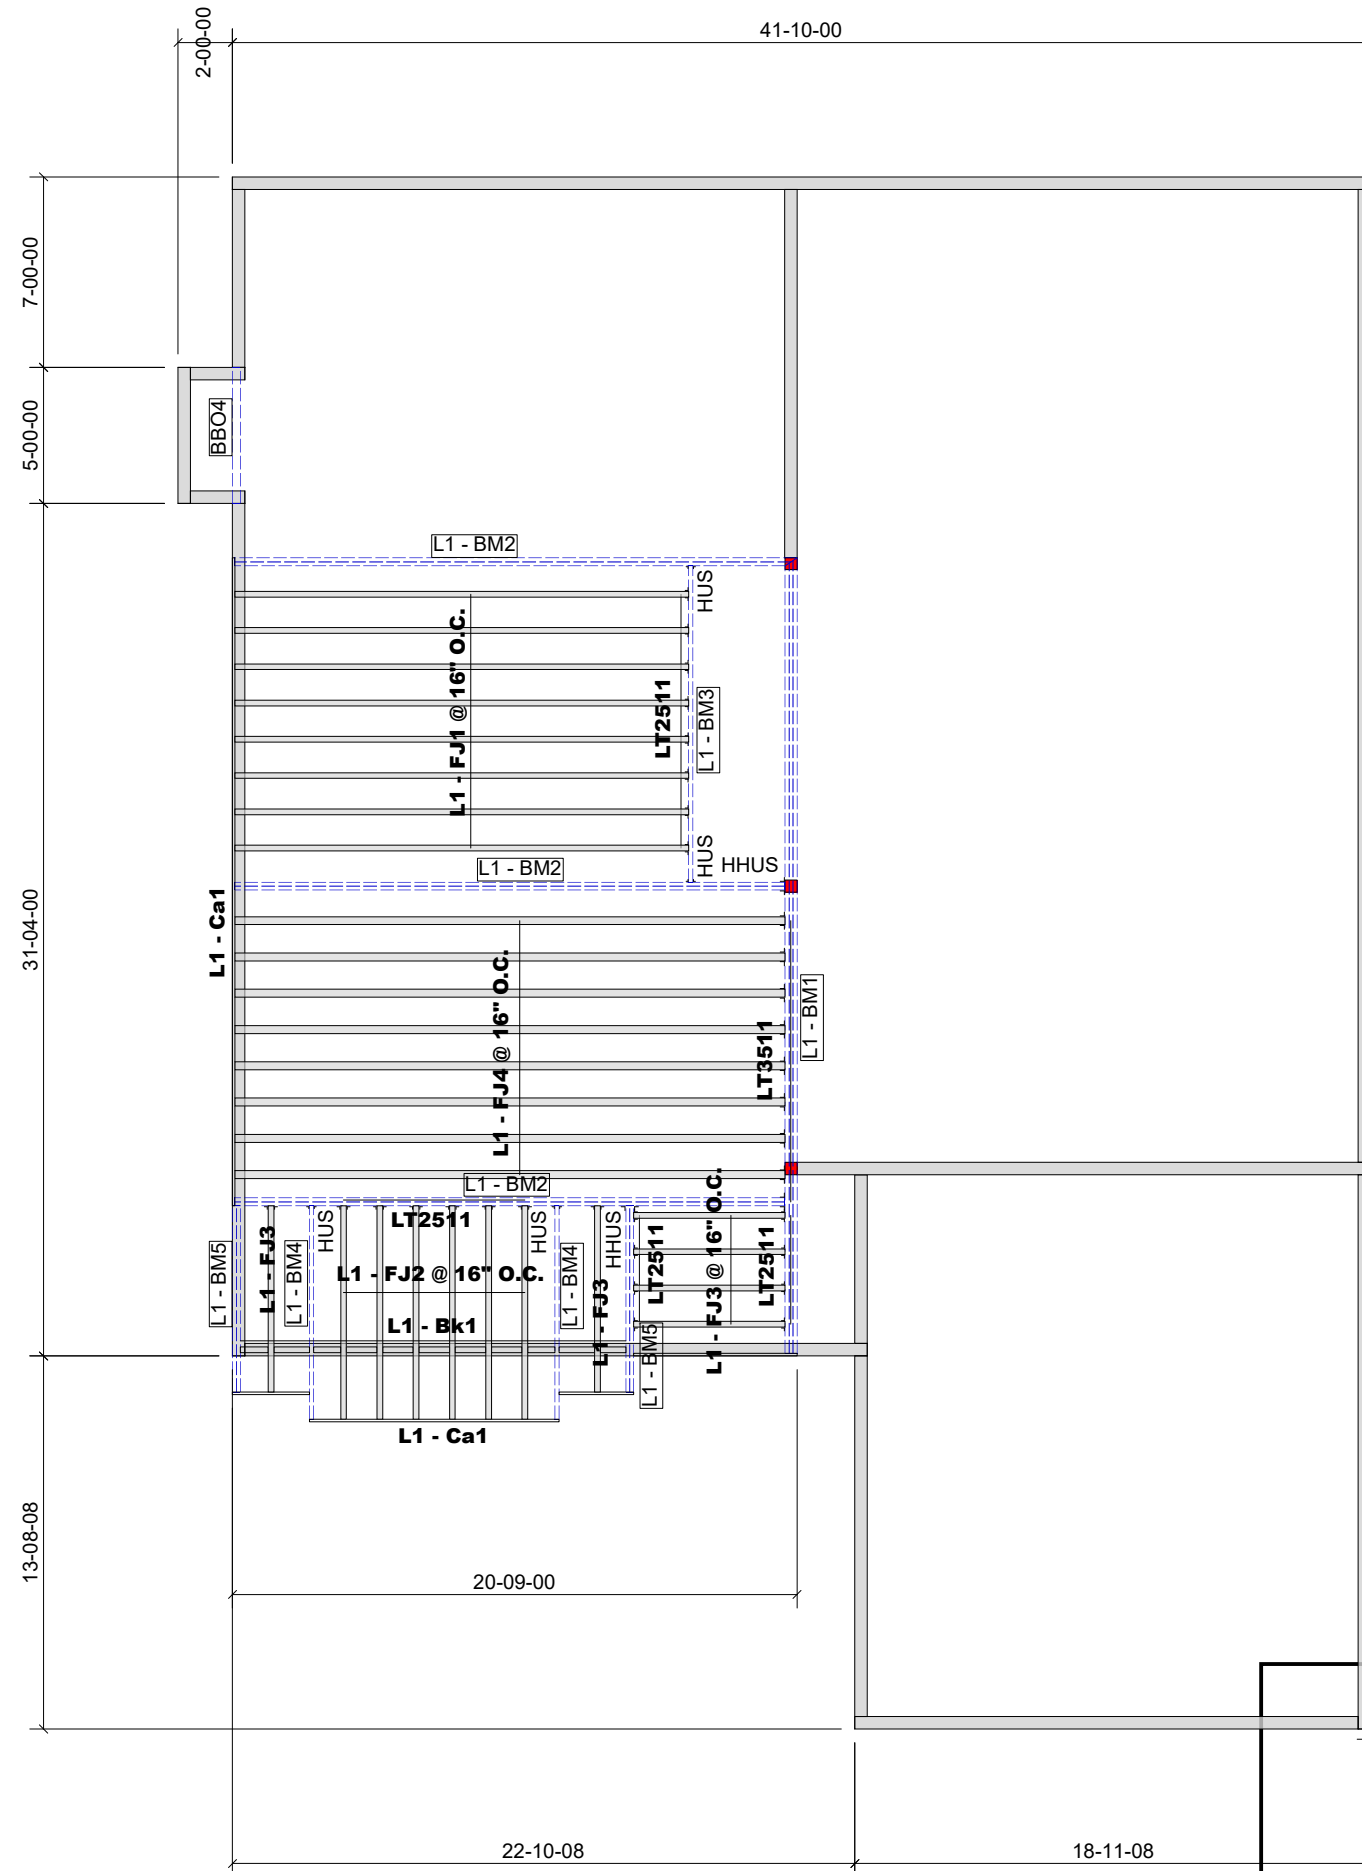 41-10-00
2-00-00
7-00-00
5-00-00
BBO4
L1 - BM2
HUS
L1 - FJ1 @ 16" O.C.
LT2511
L1 - BM3
HUS
HHUS
L1 - BM2
L1 - Ca1
31-04-00
L1 - FJ4 @ 16" O.C.
LT3511
L1 - BM1
L1 - BM2
L1 - BM5
L1 - FJ3
L1 - BM4
HUS
LT2511
L1 - FJ2 @ 16" O.C.
L1 - Bk1
HUS
L1 - BM4
L1 - FJ3
HHUS
LT2511
L1 - BM5
L1 - FJ3 @ 16" O.C.
LT2511
L1 - Ca1
13-08-08
20-09-00
22-10-08
18-11-08